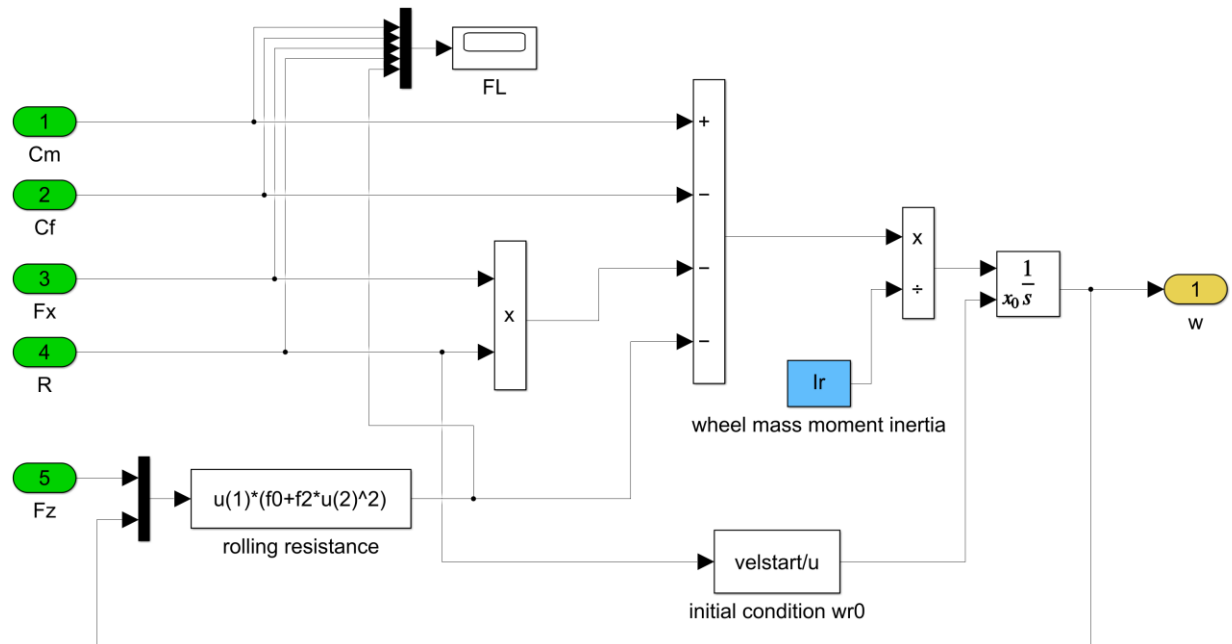 FL
1
Cm
+
2
Cf
−
3
Fx
x
−
x
÷
1
x₀ s
1
w
4
R
−
Ir
wheel mass moment inertia
5
Fz
u(1)*(f0+f2*u(2)^2)
rolling resistance
velstart/u
initial condition wr0